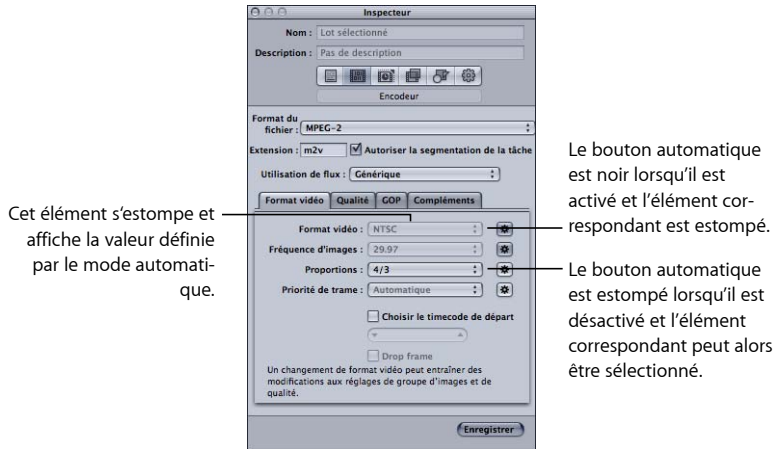 Inspecteur
Nom : Lot sélectionné
Description : Pas de description
Encodeur
Format du
fichier : MPEG-2
Extension : m2v Autoriser la segmentation de la tâche
Utilisation de flux : Générique
Format vidéo Qualité GOP Compléments
Format vidéo : NTSC
Fréquence d'images : 29.97
Proportions : 4/3
Priorité de trame : Automatique
Choisir le timecode de départ
Drop frame
Un changement de format vidéo peut entraîner des
modifications aux réglages de groupe d'images et de
qualité.
Enregistrer
Cet élément s‘estompe et
affiche la valeur définie
par le mode automati-
que.
Le bouton automatique
est noir lorsqu’il est
activé et l’élément cor-
respondant est estompé.
Le bouton automatique
est estompé lorsqu’il est
désactivé et l’élément
correspondant peut alors
être sélectionné.